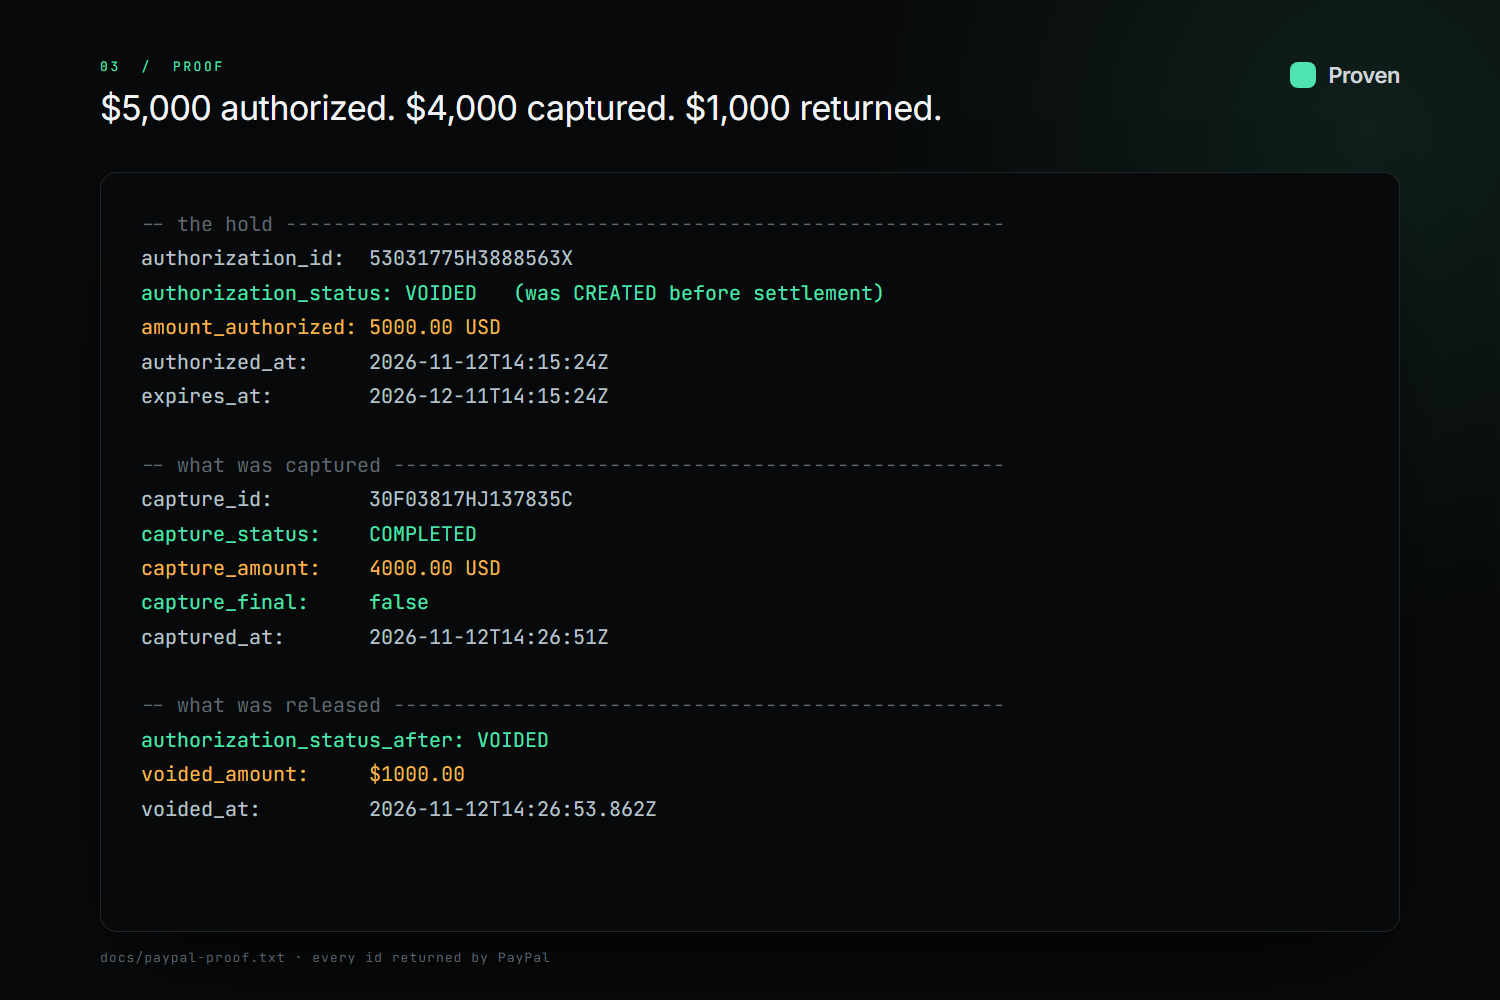 03 / PROOF
$5,000 authorized. $4,000 captured. $1,000 returned.
Proven
-- the hold ------------------------------------------------------------
authorization_id: 53031775H3888563X
authorization_status: VOIDED (was CREATED before settlement)
amount_authorized: 5000.00 USD
authorized_at: 2026-11-12T14:15:24Z
expires_at: 2026-12-11T14:15:24Z
-- what was captured ---------------------------------------------------
capture_id: 30F03817HJ137835C
capture_status: COMPLETED
capture_amount: 4000.00 USD
capture_final: false
captured_at: 2026-11-12T14:26:51Z
-- what was released ---------------------------------------------------
authorization_status_after: VOIDED
voided_amount: $1000.00
voided_at: 2026-11-12T14:26:53.862Z
docs/paypal-proof.txt · every id returned by PayPal